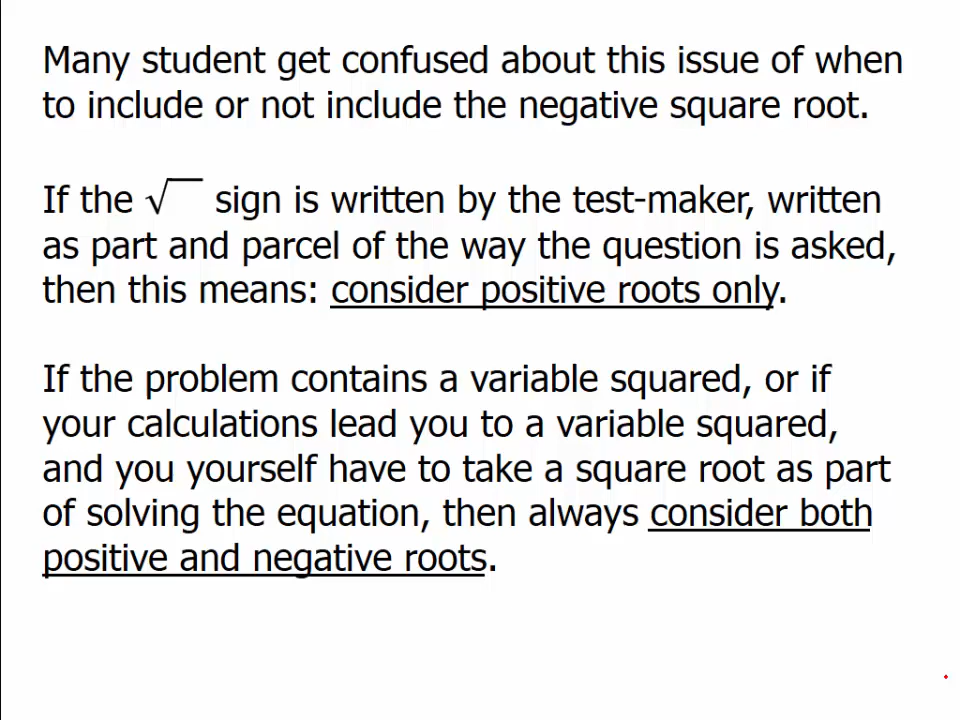 Many student get confused about this issue of when
to include or not include the negative square root.
If the √ sign is written by the test-maker, written
as part and parcel of the way the question is asked,
then this means: consider positive roots only.
If the problem contains a variable squared, or if
your calculations lead you to a variable squared,
and you yourself have to take a square root as part
of solving the equation, then always consider both
positive and negative roots.